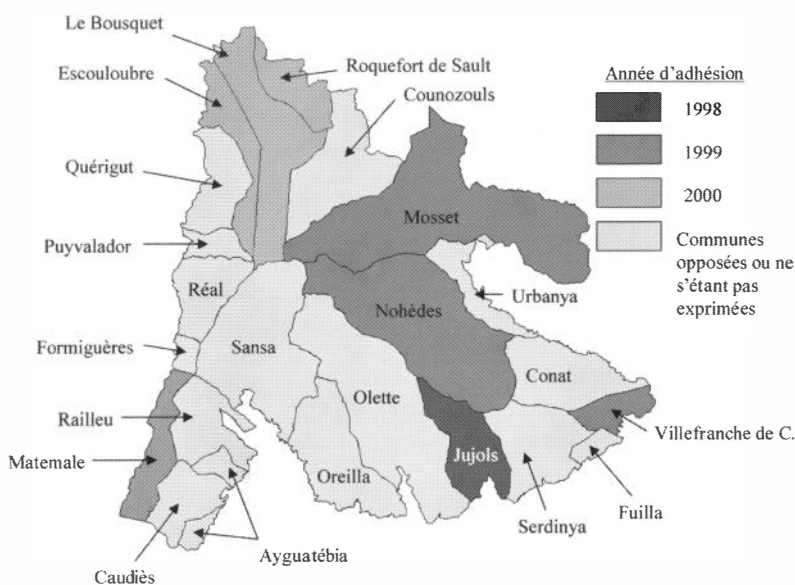 Le Bousquet
Escouloubre
Roquefort de Sault
Counozouls
Quérigut
Mosset
Puyvalador
Réal
Urbanya
Nohèdes
Formiguères
Sansa
Conat
Olette
Railleu
Villefranche de C.
Matemale
Jujols
Oreilla
Fuilla
Serdinya
Ayguatébia
Caudiès
Année d'adhésion
1998
1999
2000
Communes
opposées ou ne
s'étant pas
exprimées